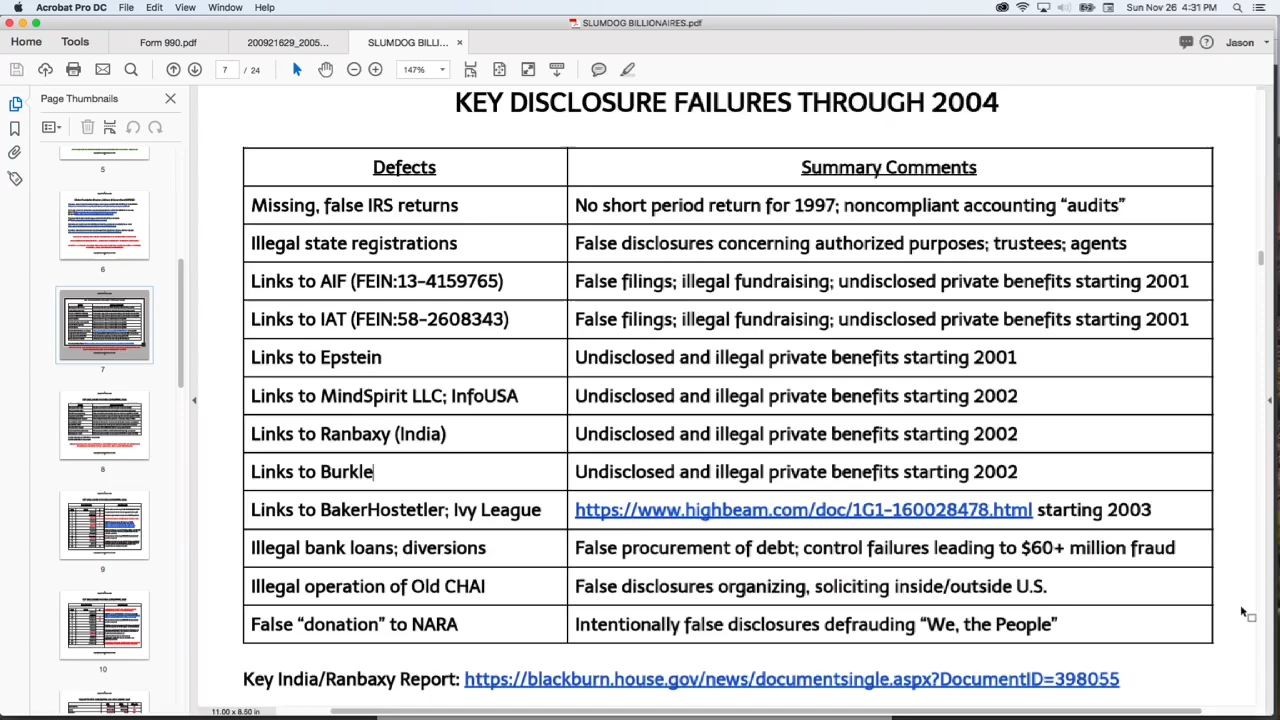 Acrobat Pro DC File Edit View Window Help Sun Nov 26 4:31 PM
SLUMDOG BILLIONAIRES.pdf
Home Tools Form 990.pdf 200921629_2005... SLUMDOG BILLI... × Jason
7 / 24 147%
Page Thumbnails
5
6
7
8
9
10
KEY DISCLOSURE FAILURES THROUGH 2004
Defects Summary Comments
Missing, false IRS returns No short period return for 1997; noncompliant accounting “audits”
Illegal state registrations False disclosures concerning authorized purposes; trustees; agents
Links to AIF (FEIN:13-4159765) False filings; illegal fundraising; undisclosed private benefits starting 2001
Links to IAT (FEIN:58-2608343) False filings; illegal fundraising; undisclosed private benefits starting 2001
Links to Epstein Undisclosed and illegal private benefits starting 2001
Links to MindSpirit LLC; InfoUSA Undisclosed and illegal private benefits starting 2002
Links to Ranbaxy (India) Undisclosed and illegal private benefits starting 2002
Links to Burkle Undisclosed and illegal private benefits starting 2002
Links to BakerHostetler; Ivy League https://www.highbeam.com/doc/1G1-160028478.html starting 2003
Illegal bank loans; diversions False procurement of debt; control failures leading to $60+ million fraud
Illegal operation of Old CHAI False disclosures organizing, soliciting inside/outside U.S.
False “donation” to NARA Intentionally false disclosures defrauding “We, the People”
Key India/Ranbaxy Report: https://blackburn.house.gov/news/documentsingle.aspx?DocumentID=398055
11.00 x 8.50 in